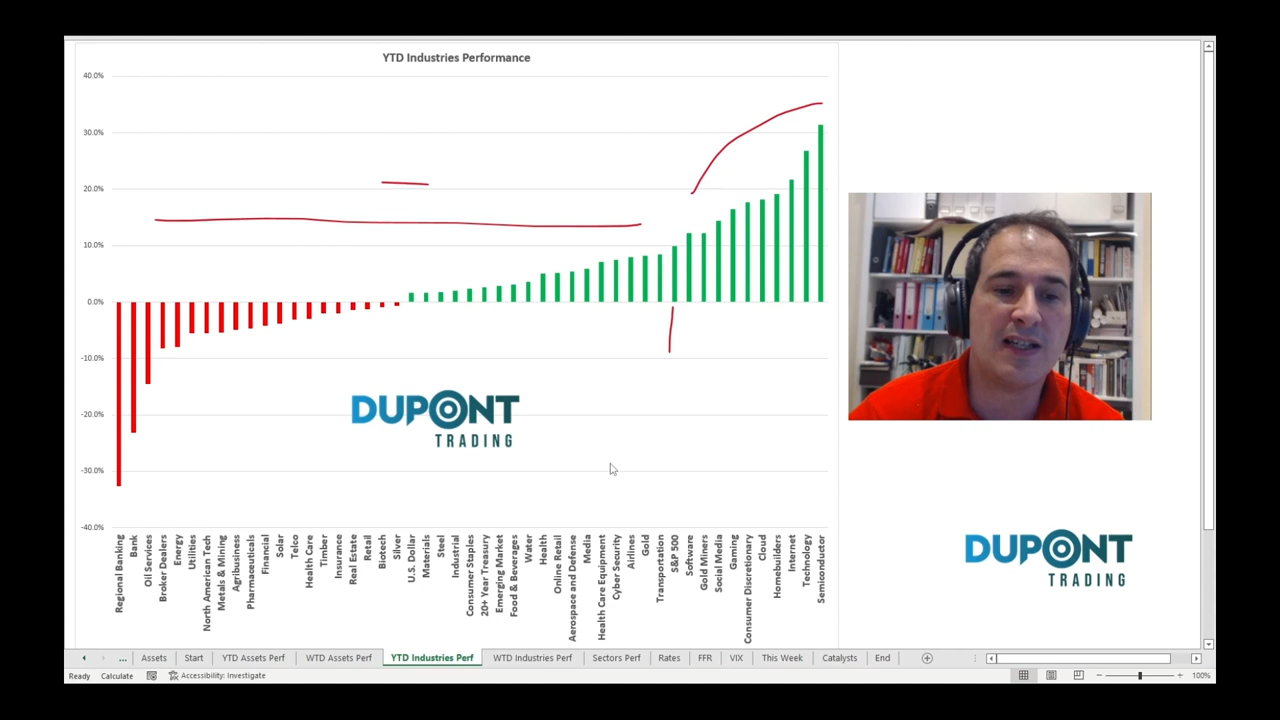 YTD Industries Performance
40.0%
30.0%
20.0%
10.0%
0.0%
-10.0%
-20.0%
-30.0%
-40.0%
DUPONT
TRADING
Regional Banking
Bank
Oil Services
Broker Dealers
Energy
Utilities
North American Tech
Metals & Mining
Agribusiness
Pharmaceuticals
Financial
Solar
Telco
Health Care
Timber
Insurance
Real Estate
Retail
Biotech
Silver
U.S. Dollar
Materials
Steel
Industrial
Consumer Staples
20+ Year Treasury
Emerging Market
Food & Beverages
Water
Health
Online Retail
Aerospace and Defense
Media
Health Care Equipment
Cyber Security
Airlines
Gold
Transportation
S&P 500
Software
Gold Miners
Social Media
Gaming
Consumer Discretionary
Cloud
Homebuilders
Internet
Technology
Semiconductor
DUPONT
TRADING
... Assets Start YTD Assets Perf WTD Assets Perf YTD Industries Perf WTD Industries Perf Sectors Perf Rates FFR VIX This Week Catalysts End
Ready Calculate Accessibility: Investigate 100%